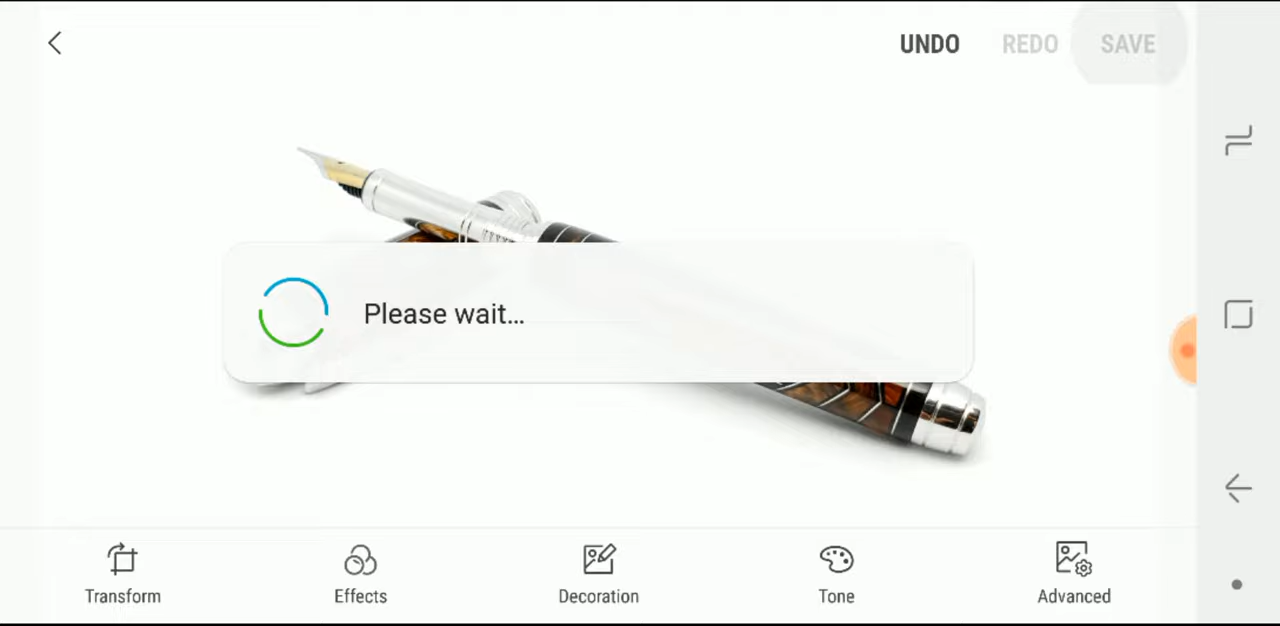 UNDO REDO SAVE
Please wait...
Transform Effects Decoration Tone Advanced